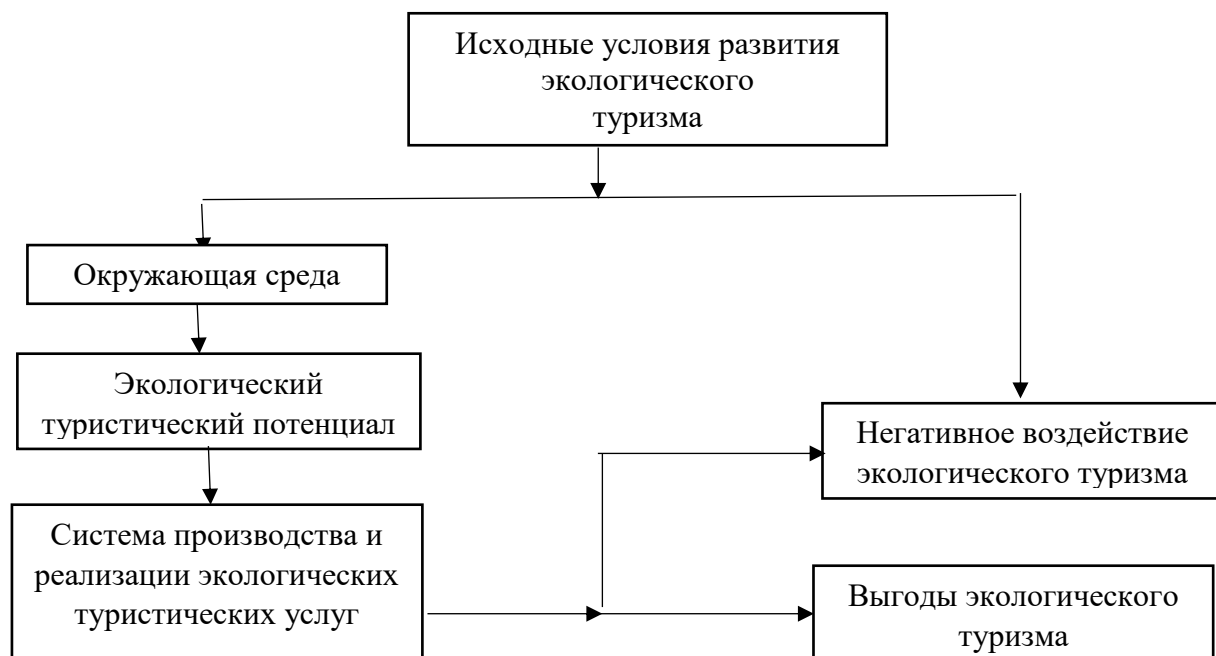 Исходные условия развития
экологического
туризма
Окружающая среда
Экологический
туристический потенциал
Негативное воздействие
экологического туризма
Система производства и
реализации экологических
туристических услуг
Выгоды экологического
туризма